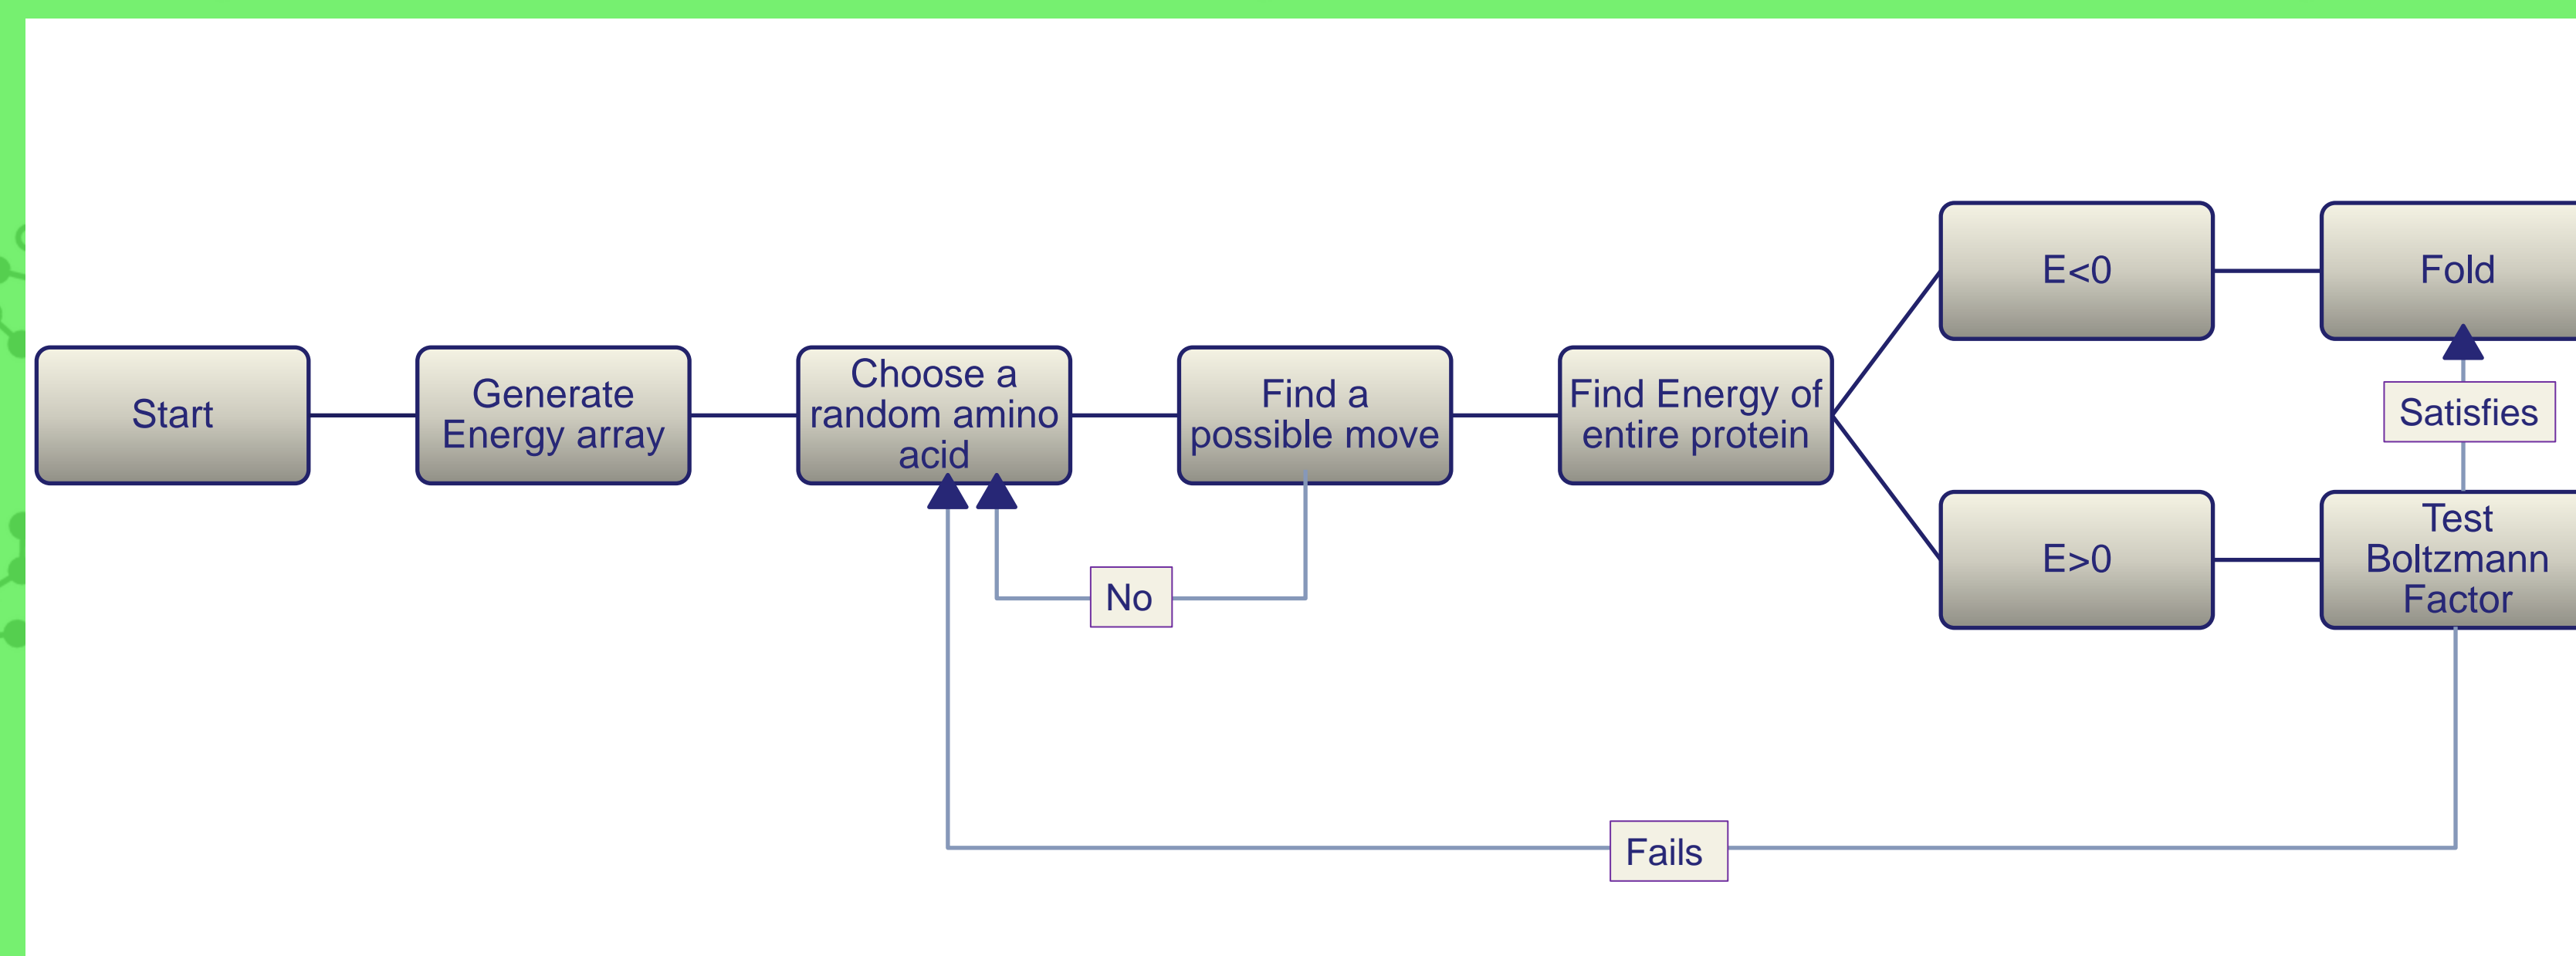 Start
Generate
Energy array
Choose a
random amino
acid
Find a
possible move
No
Find Energy of
entire protein
E<0
Fold
Satisfies
E>0
Test
Boltzmann
Factor
Fails